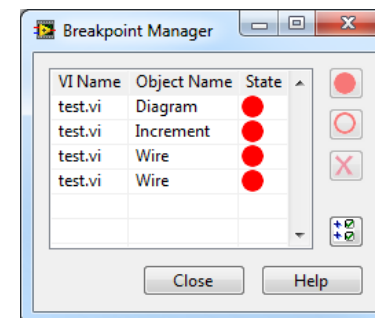 Breakpoint Manager
VI Name Object Name State
test.vi Diagram
test.vi Increment
test.vi Wire
test.vi Wire
Close Help